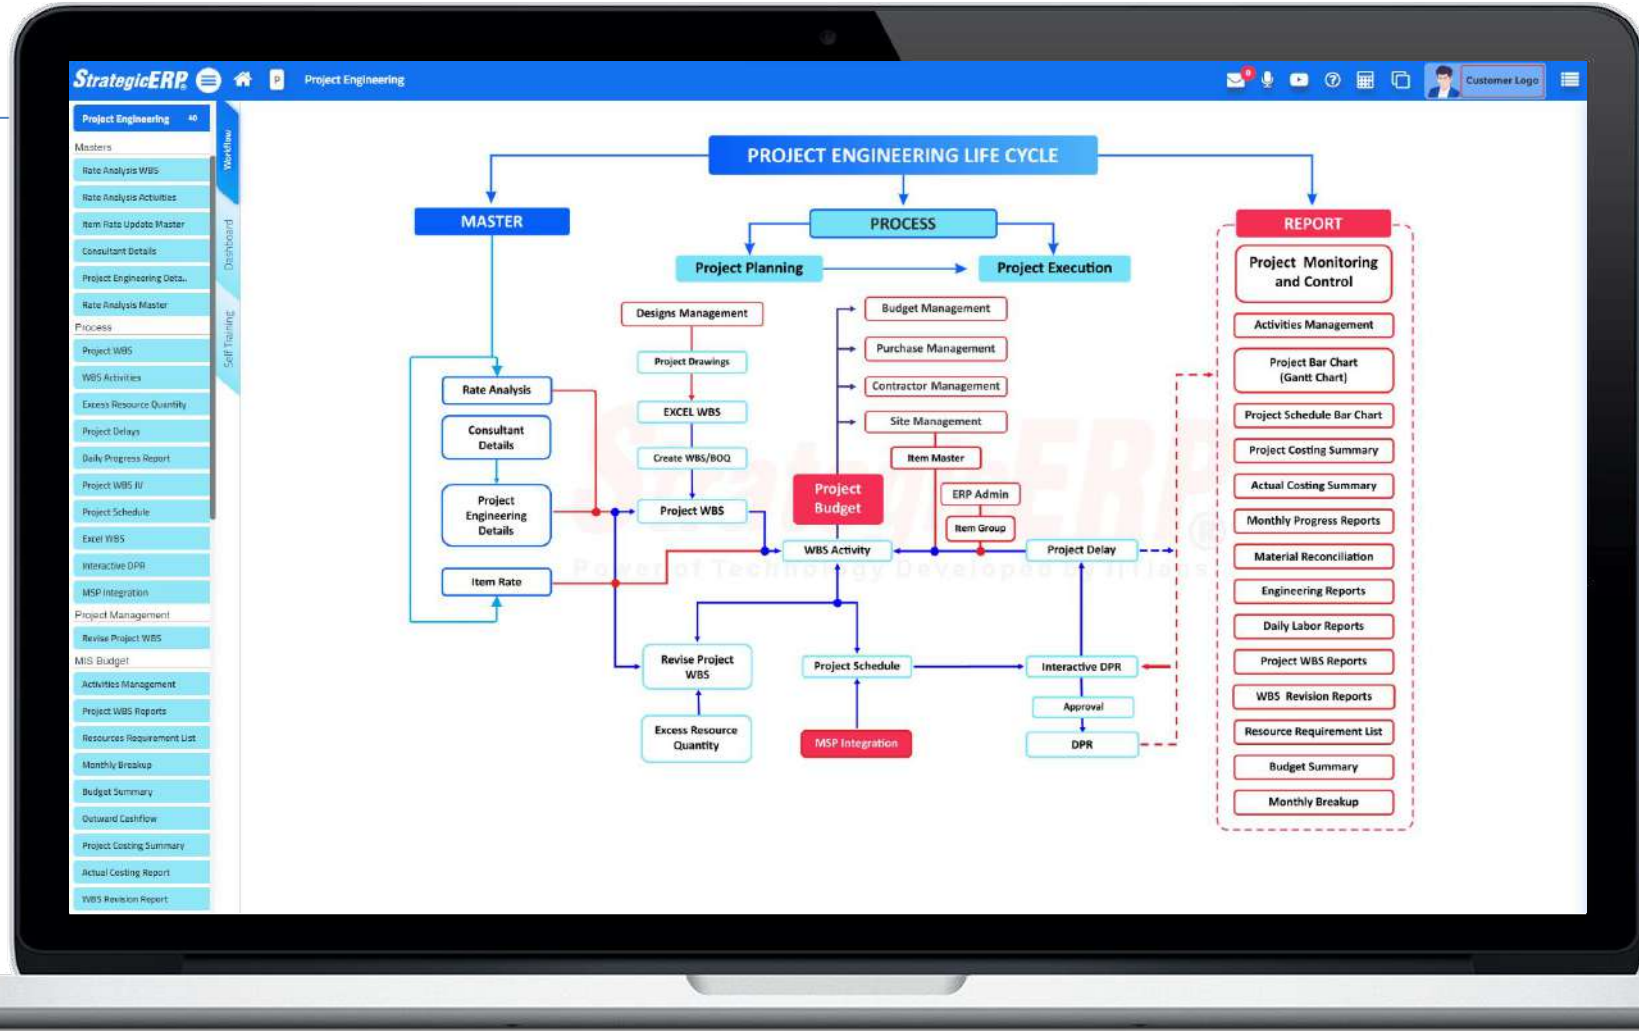 StrategicERP
P
Project Engineering
Customer Logo
Project Engineering
Masters
Rate Analysis WBS
Rate Analysis Activities
Item Rate Update Master
Consultant Details
Project Engineering Deta..
Rate Analysis Master
Process
Project WBS
WBS Activities
Excess Resource Quantity
Project Delays
Daily Progress Report
Project WBS IV
Project Schedule
Excel WBS
Interactive DPR
MSP Integration
Project Management
Revise Project WBS
MIS Budget
Activities Management
Project WBS Reports
Resources Requirement List
Monthly Breakup
Budget Summary
Outward Cashflow
Project Costing Summary
Actual Costing Report
WBS Revision Report
Workflow
Dashboard
Self Training
PROJECT ENGINEERING LIFE CYCLE
MASTER
PROCESS
Project Planning
Project Execution
Rate Analysis
Consultant
Details
Project
Engineering
Details
Item Rate
Designs Management
Project Drawings
EXCEL WBS
Create WBS/BOQ
Project WBS
Budget Management
Purchase Management
Contractor Management
Site Management
Item Master
ERP Admin
Item Group
Project
Budget
WBS Activity
Project Delay
StrategicERP
Power of Technology Developed by
Revise Project
WBS
Project Schedule
Interactive DPR
Approval
Excess Resource
Quantity
MSP Integration
DPR
REPORT
Project Monitoring
and Control
Activities Management
Project Bar Chart
(Gantt Chart)
Project Schedule Bar Chart
Project Costing Summary
Actual Costing Summary
Monthly Progress Reports
Material Reconciliation
Engineering Reports
Daily Labor Reports
Project WBS Reports
WBS Revision Reports
Resource Requirement List
Budget Summary
Monthly Breakup